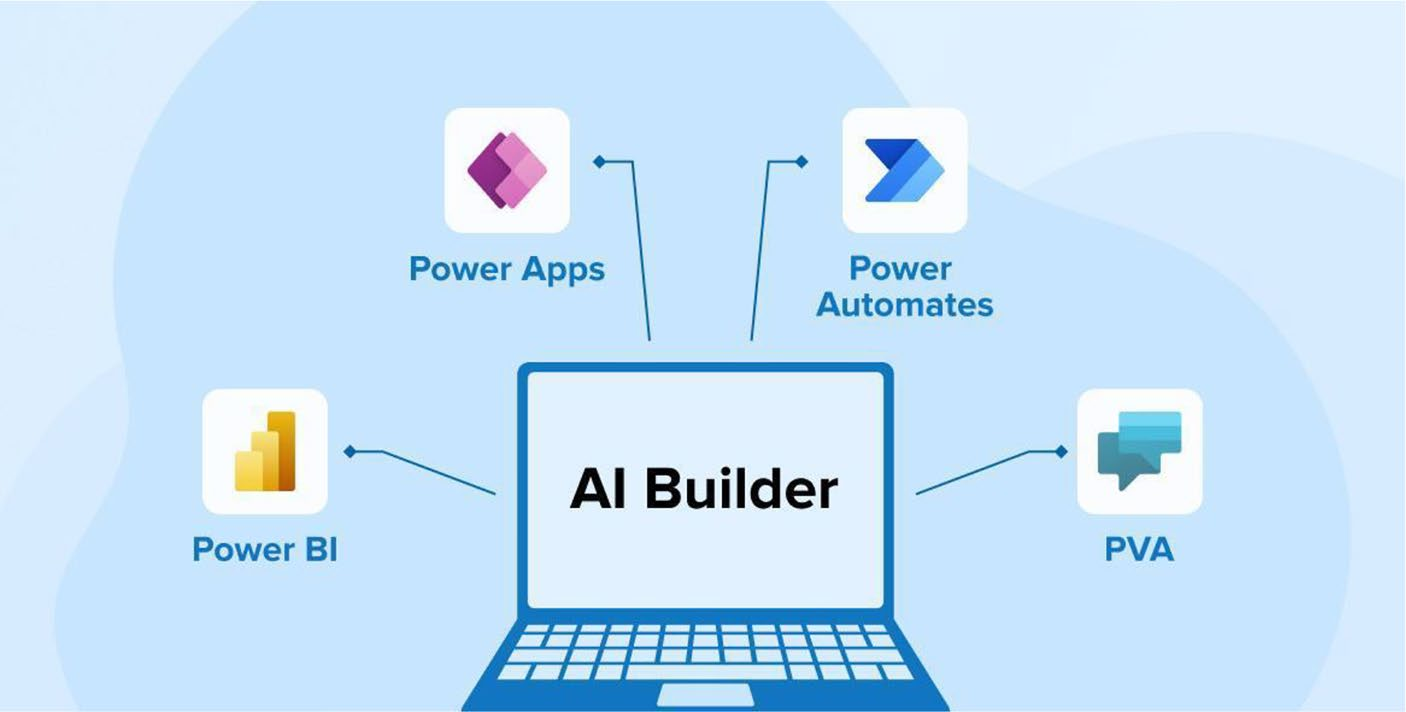 Power Apps
Power
Automates
Power BI
AI Builder
PVA